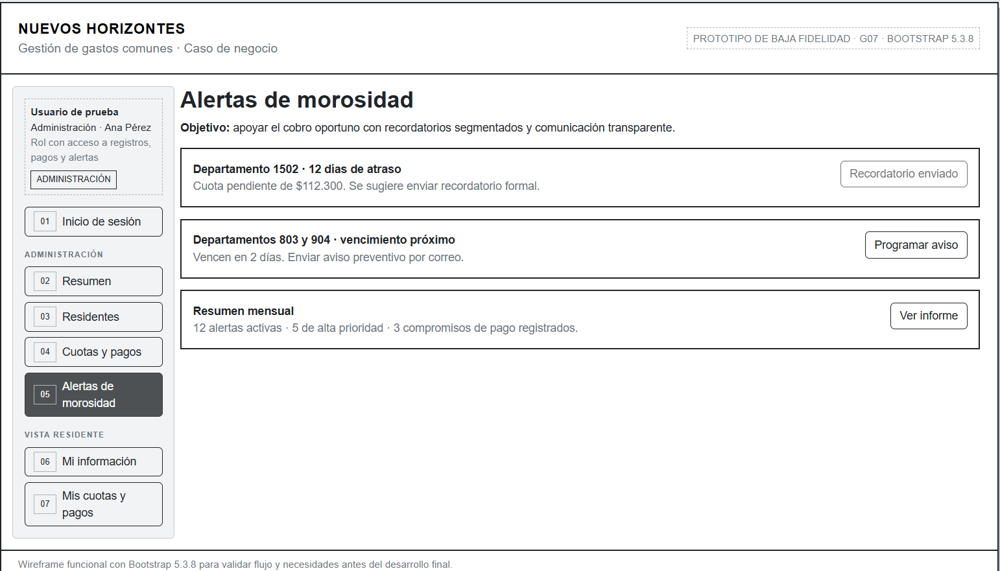 NUEVOS HORIZONTES
Gestión de gastos comunes · Caso de negocio
PROTOTIPO DE BAJA FIDELIDAD · G07 · BOOTSTRAP 5.3.8
Usuario de prueba
Administración · Ana Pérez
Rol con acceso a registros,
pagos y alertas
ADMINISTRACIÓN
01 Inicio de sesión
ADMINISTRACIÓN
02 Resumen
03 Residentes
04 Cuotas y pagos
05 Alertas de
morosidad
VISTA RESIDENTE
06 Mi información
07 Mis cuotas y
pagos
Alertas de morosidad
Objetivo: apoyar el cobro oportuno con recordatorios segmentados y comunicación transparente.
Departamento 1502 · 12 días de atraso
Cuota pendiente de $112.300. Se sugiere enviar recordatorio formal.
Recordatorio enviado
Departamentos 803 y 904 · vencimiento próximo
Vencen en 2 días. Enviar aviso preventivo por correo.
Programar aviso
Resumen mensual
12 alertas activas · 5 de alta prioridad · 3 compromisos de pago registrados.
Ver informe
Wireframe funcional con Bootstrap 5.3.8 para validar flujo y necesidades antes del desarrollo final.